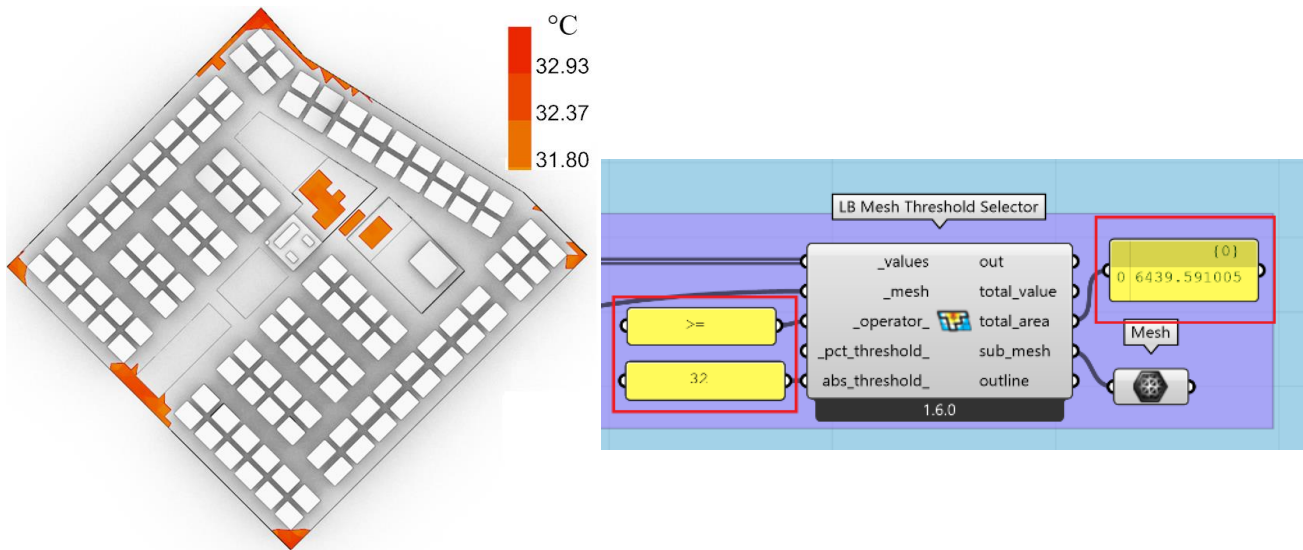 °C
32.93
32.37
31.80
LB Mesh Threshold Selector
_values
out
_mesh
total_value
_operator_
total_area
_pct_threshold_
sub_mesh
abs_threshold_
outline
1.6.0
>=
32
{0}
0 6439.591005
Mesh